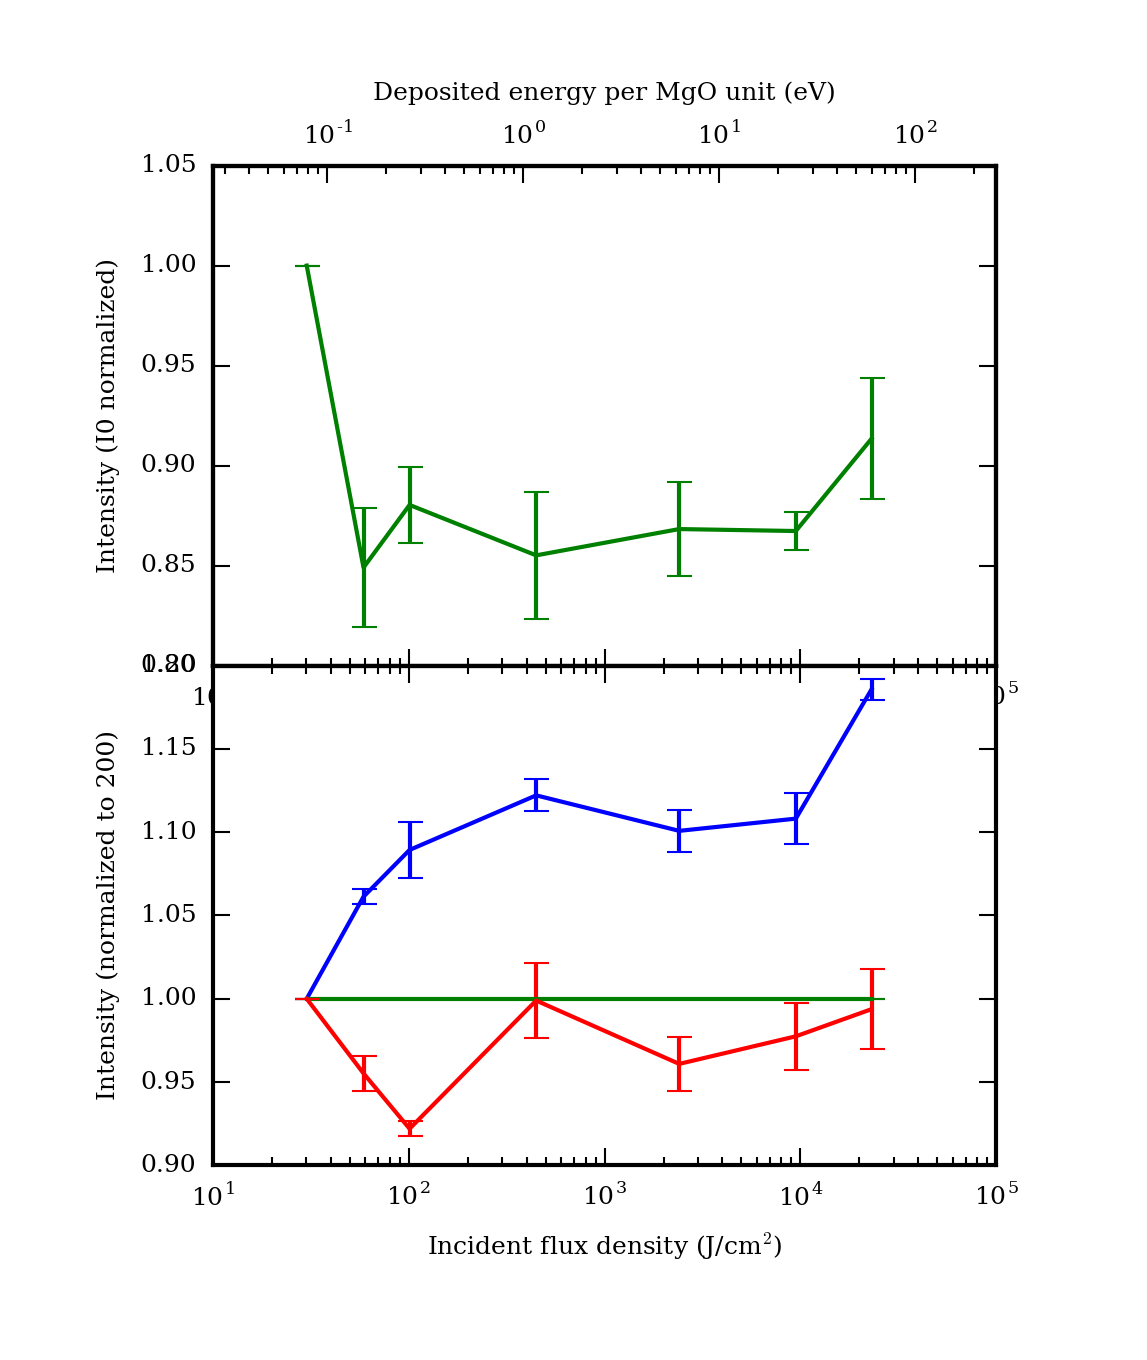 Deposited energy per MgO unit (eV)
10^-1 10^0 10^1 10^2
1.05
1.00
0.95
0.90
0.85
Intensity (I0 normalized)
1.15
1.10
1.05
1.00
0.95
0.90
Intensity (normalized to 200)
10^1 10^2 10^3 10^4 10^5
Incident flux density (J/cm^2)